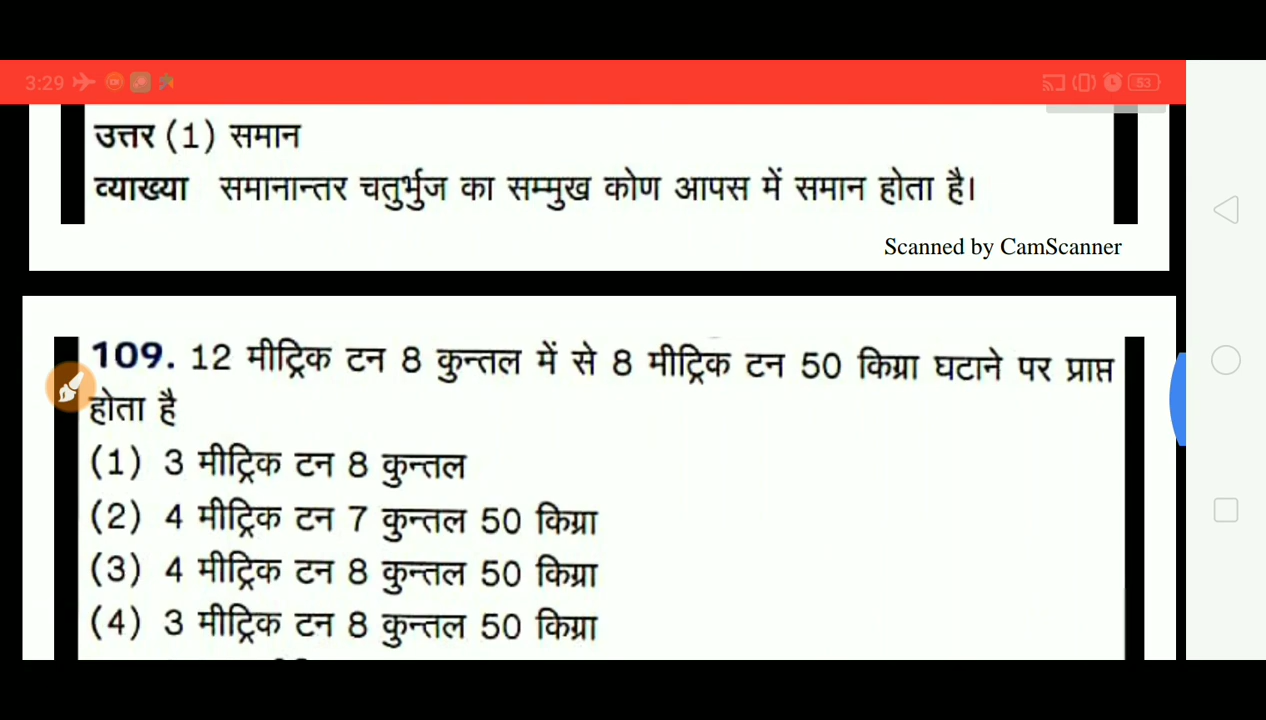 3:29
53
उत्तर (1) समान
व्याख्या समानान्तर चतुर्भुज का सम्मुख कोण आपस में समान होता है।
Scanned by CamScanner
109. 12 मीट्रिक टन 8 कुन्तल में से 8 मीट्रिक टन 50 किग्रा घटाने पर प्राप्त
होता है
(1) 3 मीट्रिक टन 8 कुन्तल
(2) 4 मीट्रिक टन 7 कुन्तल 50 किग्रा
(3) 4 मीट्रिक टन 8 कुन्तल 50 किग्रा
(4) 3 मीट्रिक टन 8 कुन्तल 50 किग्रा